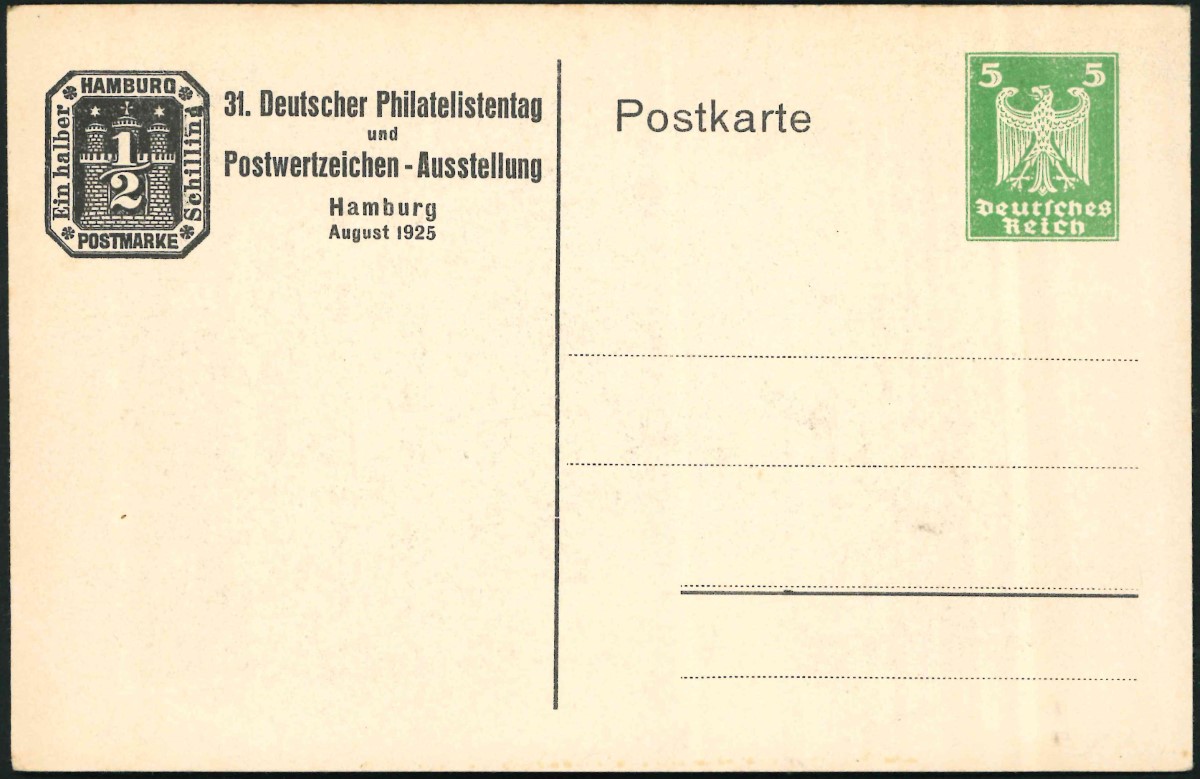 HAMBURG
Ein halber
1/2
Schilling
POSTMARKE
31. Deutscher Philatelistentag
und
Postwertzeichen-Ausstellung
Hamburg
August 1925
Postkarte
5 5
Deutsches
Reich